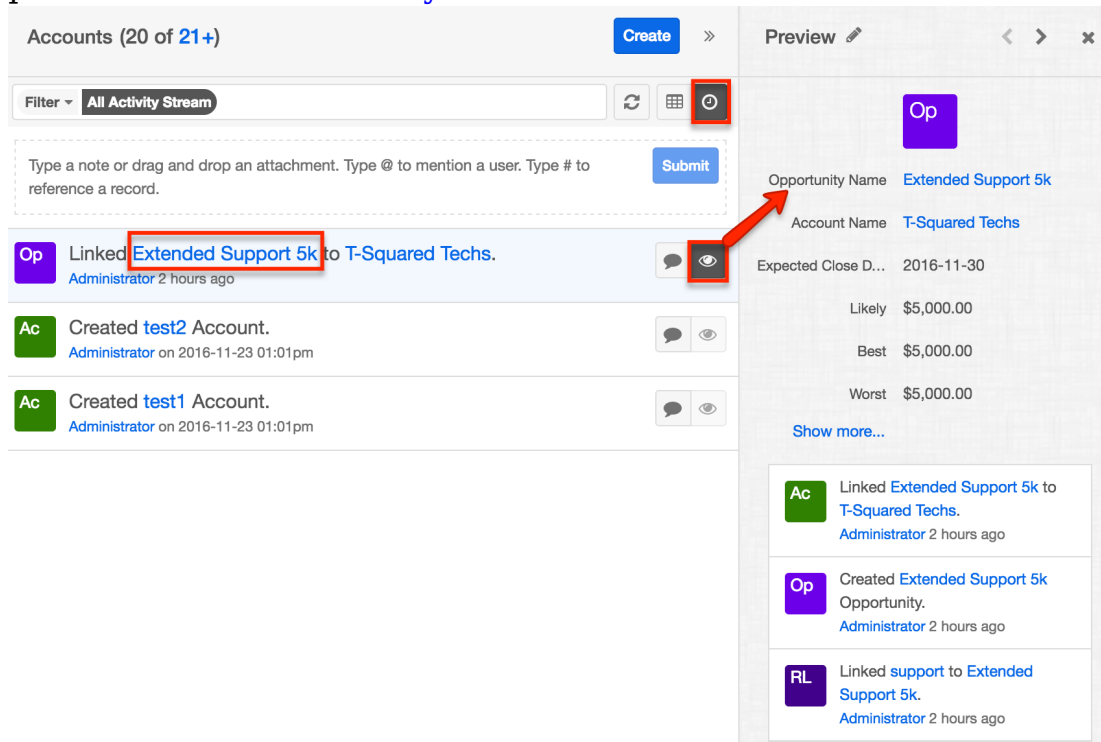 Accounts (20 of 21+)
Create
Filter
All Activity Stream
Type a note or drag and drop an attachment. Type @ to mention a user. Type # to
reference a record.
Submit
Op
Linked Extended Support 5k to T-Squared Techs.
Administrator 2 hours ago
Ac
Created test2 Account.
Administrator on 2016-11-23 01:01pm
Ac
Created test1 Account.
Administrator on 2016-11-23 01:01pm
Preview
Op
Opportunity Name Extended Support 5k
Account Name T-Squared Techs
Expected Close D... 2016-11-30
Likely $5,000.00
Best $5,000.00
Worst $5,000.00
Show more...
Ac
Linked Extended Support 5k to
T-Squared Techs.
Administrator 2 hours ago
Op
Created Extended Support 5k
Opportunity.
Administrator 2 hours ago
RL
Linked support to Extended
Support 5k.
Administrator 2 hours ago